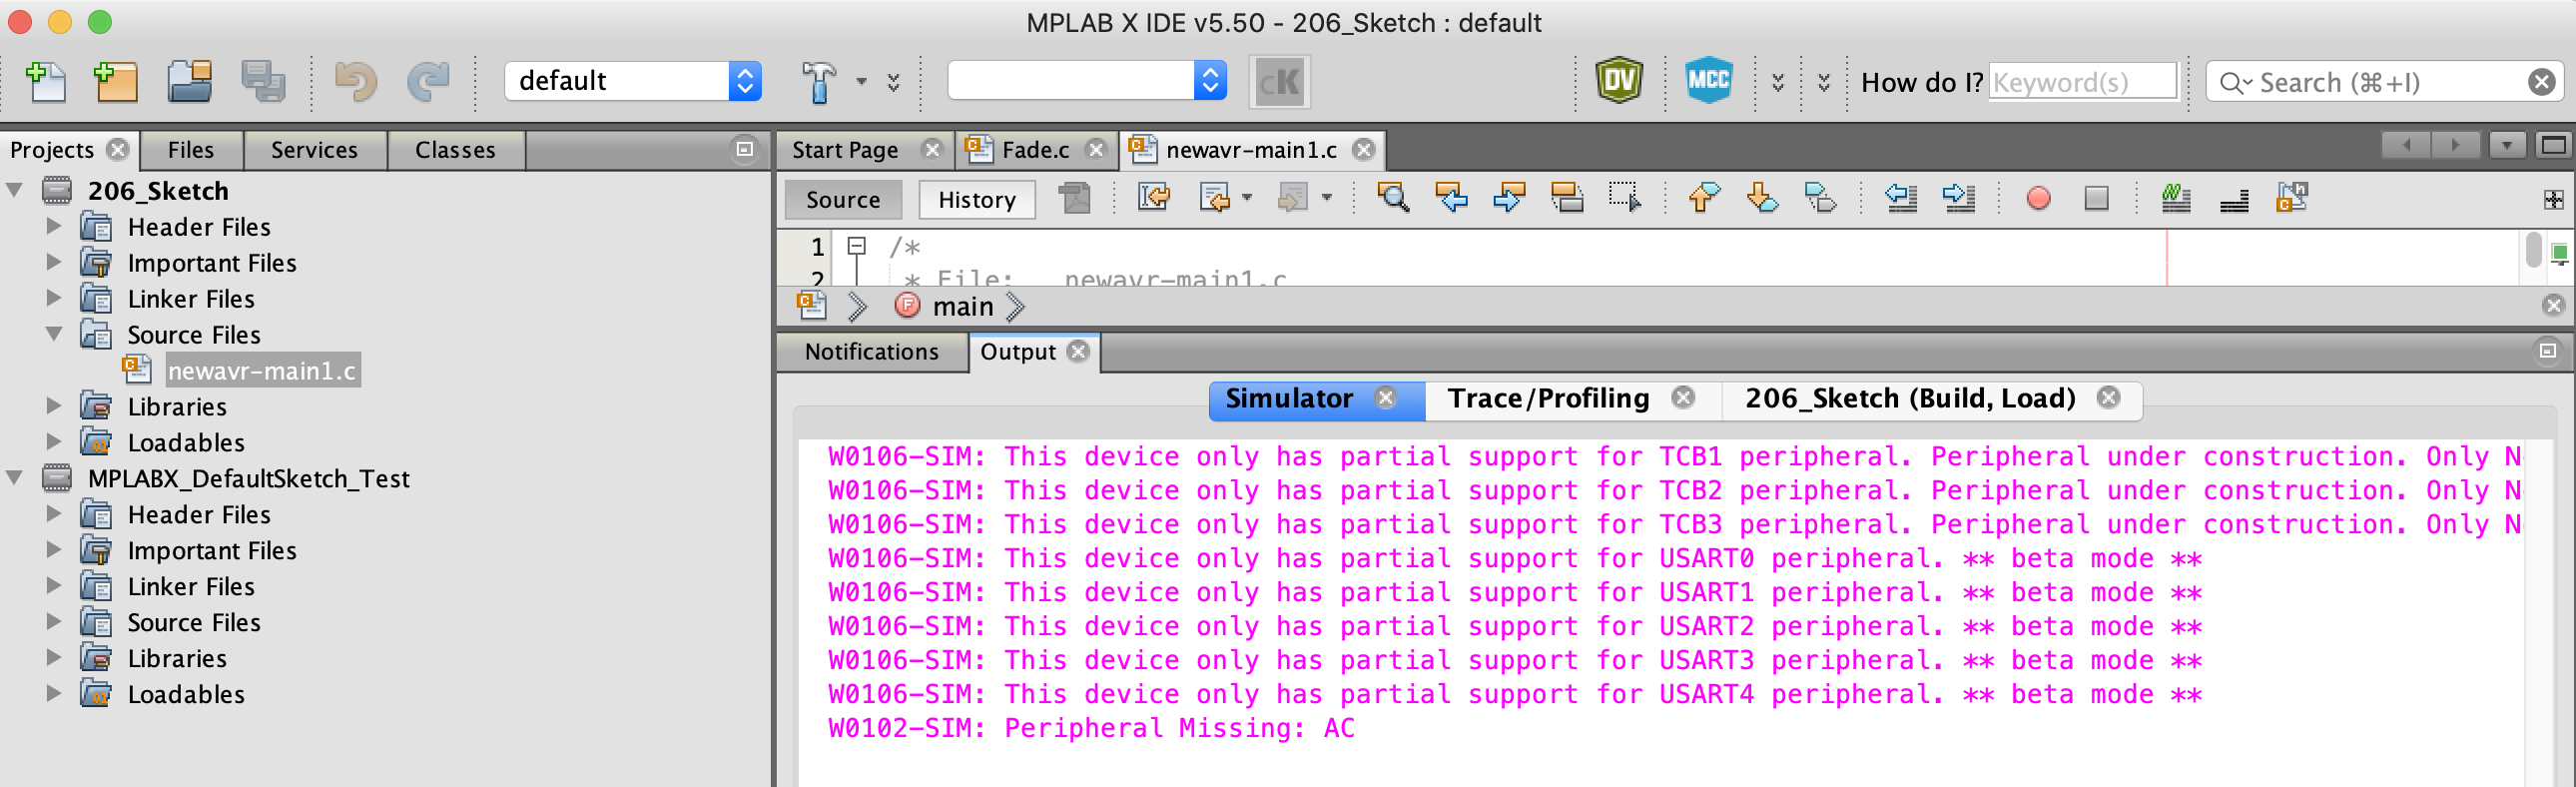 MPLAB X IDE v5.50 - 206_Sketch : default
default
cK
DV
MCC
How do I?
Keyword(s)
Search (⌘+I)
Projects
Files
Services
Classes
206_Sketch
Header Files
Important Files
Linker Files
Source Files
newavr-main1.c
Libraries
Loadables
MPLABX_DefaultSketch_Test
Header Files
Important Files
Linker Files
Source Files
Libraries
Loadables
Start Page
Fade.c
newavr-main1.c
Source
History
1 /*
2 * File: newavr-main1.c
main
Notifications
Output
Simulator
Trace/Profiling
206_Sketch (Build, Load)
W0106-SIM: This device only has partial support for TCB1 peripheral. Peripheral under construction. Only N
W0106-SIM: This device only has partial support for TCB2 peripheral. Peripheral under construction. Only N
W0106-SIM: This device only has partial support for TCB3 peripheral. Peripheral under construction. Only N
W0106-SIM: This device only has partial support for USART0 peripheral. ** beta mode **
W0106-SIM: This device only has partial support for USART1 peripheral. ** beta mode **
W0106-SIM: This device only has partial support for USART2 peripheral. ** beta mode **
W0106-SIM: This device only has partial support for USART3 peripheral. ** beta mode **
W0106-SIM: This device only has partial support for USART4 peripheral. ** beta mode **
W0102-SIM: Peripheral Missing: AC